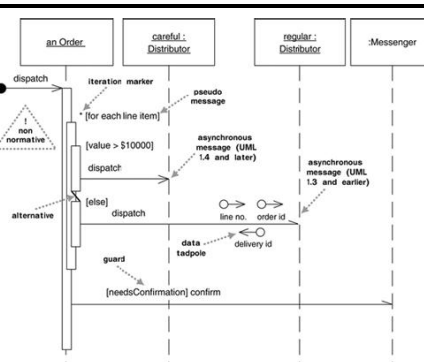 an Order
careful :
Distributor
regular :
Distributor
:Messenger
dispatch
iteration marker
pseudo
message
* [for each line item]
!
non
normative
[value > $10000]
asynchronous
message (UML
1.4 and later)
dispatch
asynchronous
message (UML
1.3 and earlier)
alternative
[else]
dispatch
line no.
order id
data
tadpole
delivery id
guard
[needsConfirmation] confirm